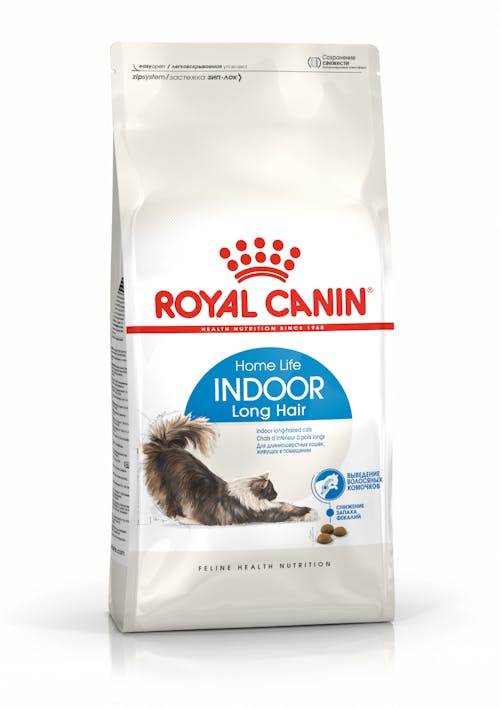 easyopen / легковскрываемая упаковка
zipsystem/застежка зип-лок
Сохранение
свежести
ROYAL CANIN®
HEALTH NUTRITION SINCE 1968
Home Life
INDOOR
Long Hair
Indoor long-haired cats
Chats d'intérieur à poils longs
Для длинношерстных кошек,
живущих в помещении
ВЫВЕДЕНИЕ
ВОЛОСЯНЫХ
КОМОЧКОВ
СНИЖЕНИЕ
ЗАПАХА
ФЕКАЛИЙ
FELINE HEALTH NUTRITION